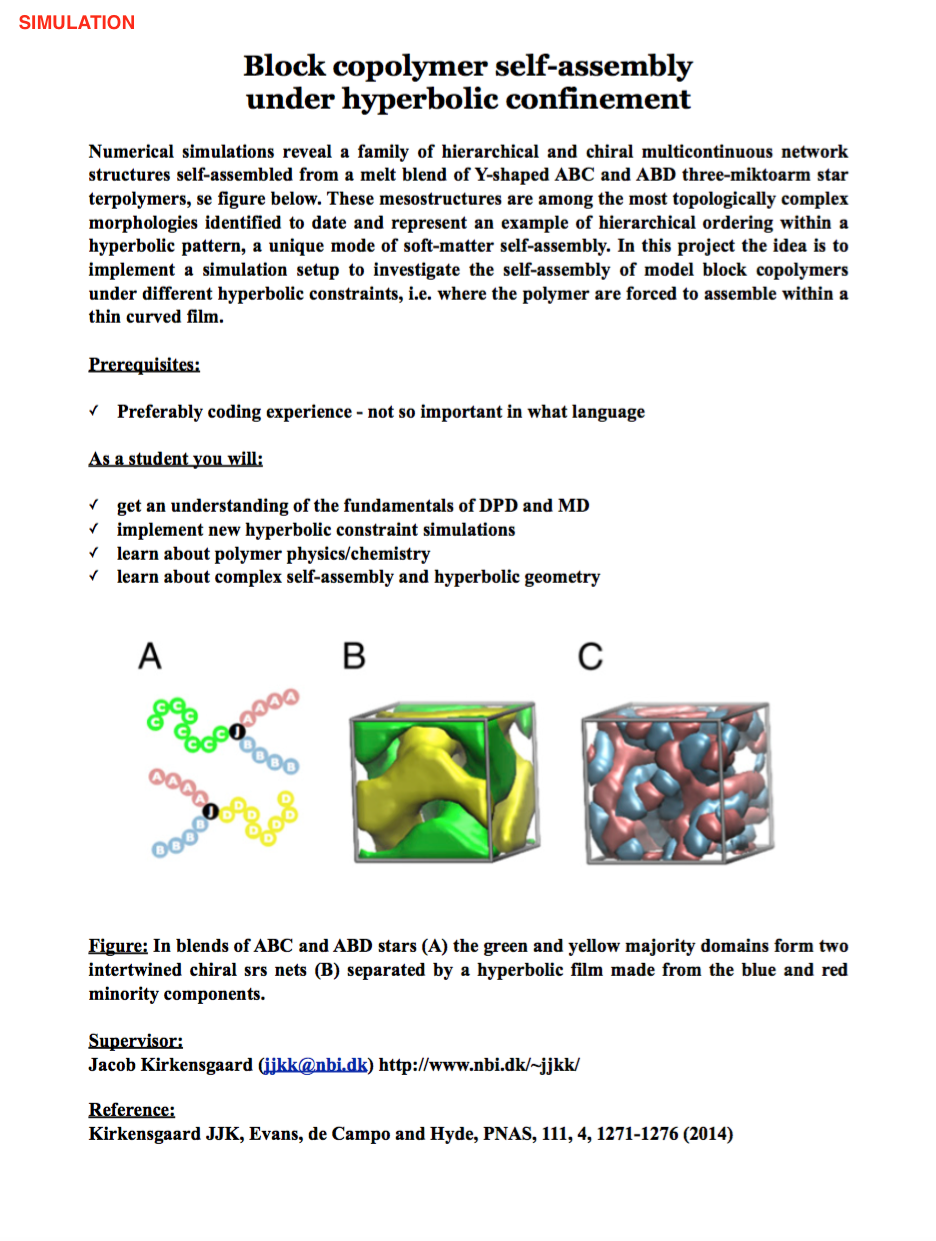 SIMULATION
Block copolymer self-assembly
under hyperbolic confinement
Numerical simulations reveal a family of hierarchical and chiral multicontinuous network
structures self-assembled from a melt blend of Y-shaped ABC and ABD three-miktoarm star
terpolymers, se figure below. These mesostructures are among the most topologically complex
morphologies identified to date and represent an example of hierarchical ordering within a
hyperbolic pattern, a unique mode of soft-matter self-assembly. In this project the idea is to
implement a simulation setup to investigate the self-assembly of model block copolymers
under different hyperbolic constraints, i.e. where the polymer are forced to assemble within a
thin curved film.
Prerequisites:
✓ Preferably coding experience - not so important in what language
As a student you will:
✓ get an understanding of the fundamentals of DPD and MD
✓ implement new hyperbolic constraint simulations
✓ learn about polymer physics/chemistry
✓ learn about complex self-assembly and hyperbolic geometry
A B C
Figure: In blends of ABC and ABD stars (A) the green and yellow majority domains form two
intertwined chiral srs nets (B) separated by a hyperbolic film made from the blue and red
minority components.
Supervisor:
Jacob Kirkensgaard (jjkk@nbi.dk) http://www.nbi.dk/~jjkk/
Reference:
Kirkensgaard JJK, Evans, de Campo and Hyde, PNAS, 111, 4, 1271-1276 (2014)